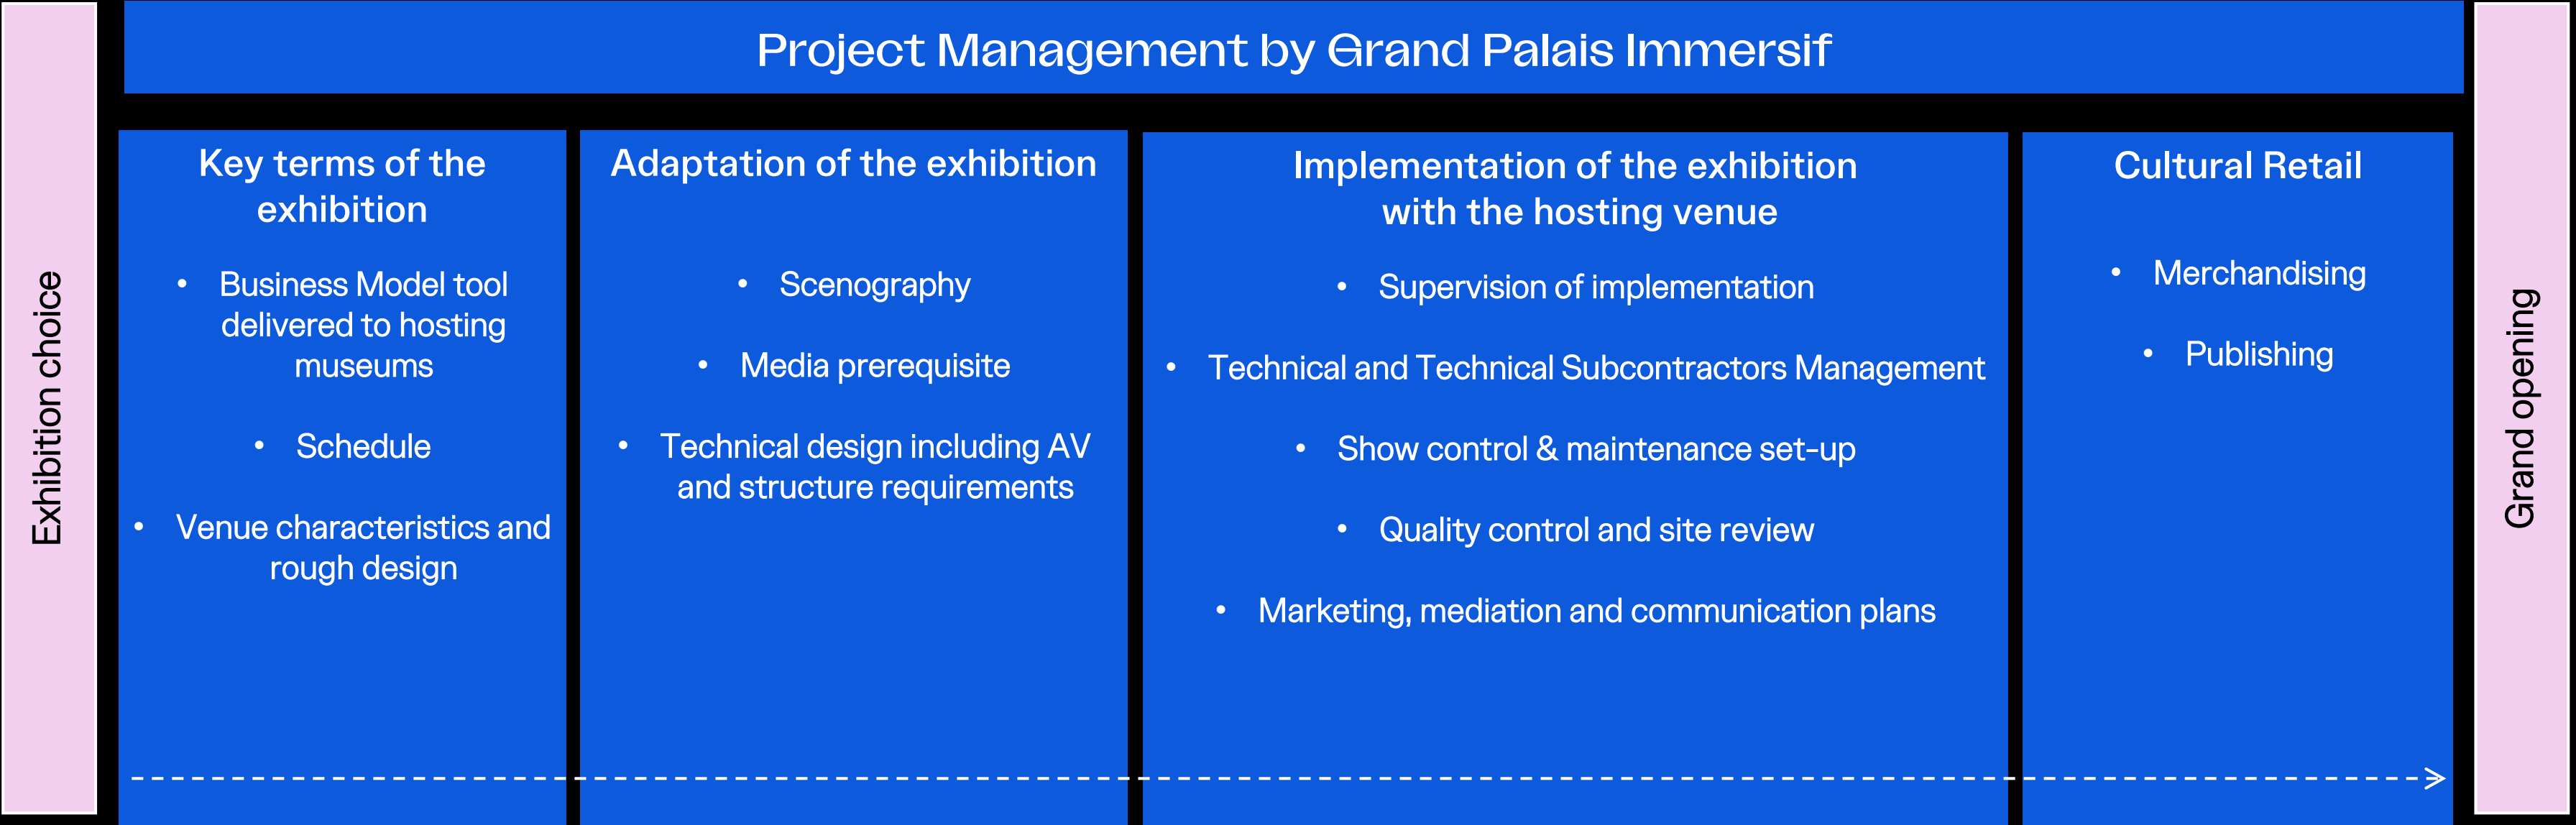 Project Management by Grand Palais Immersif
Exhibition choice
Key terms of the
exhibition
• Business Model tool
delivered to hosting
museums
• Schedule
• Venue characteristics and
rough design
Adaptation of the exhibition
• Scenography
• Media prerequisite
• Technical design including AV
and structure requirements
Implementation of the exhibition
with the hosting venue
• Supervision of implementation
• Technical and Technical Subcontractors Management
• Show control & maintenance set-up
• Quality control and site review
• Marketing, mediation and communication plans
Cultural Retail
• Merchandising
• Publishing
Grand opening